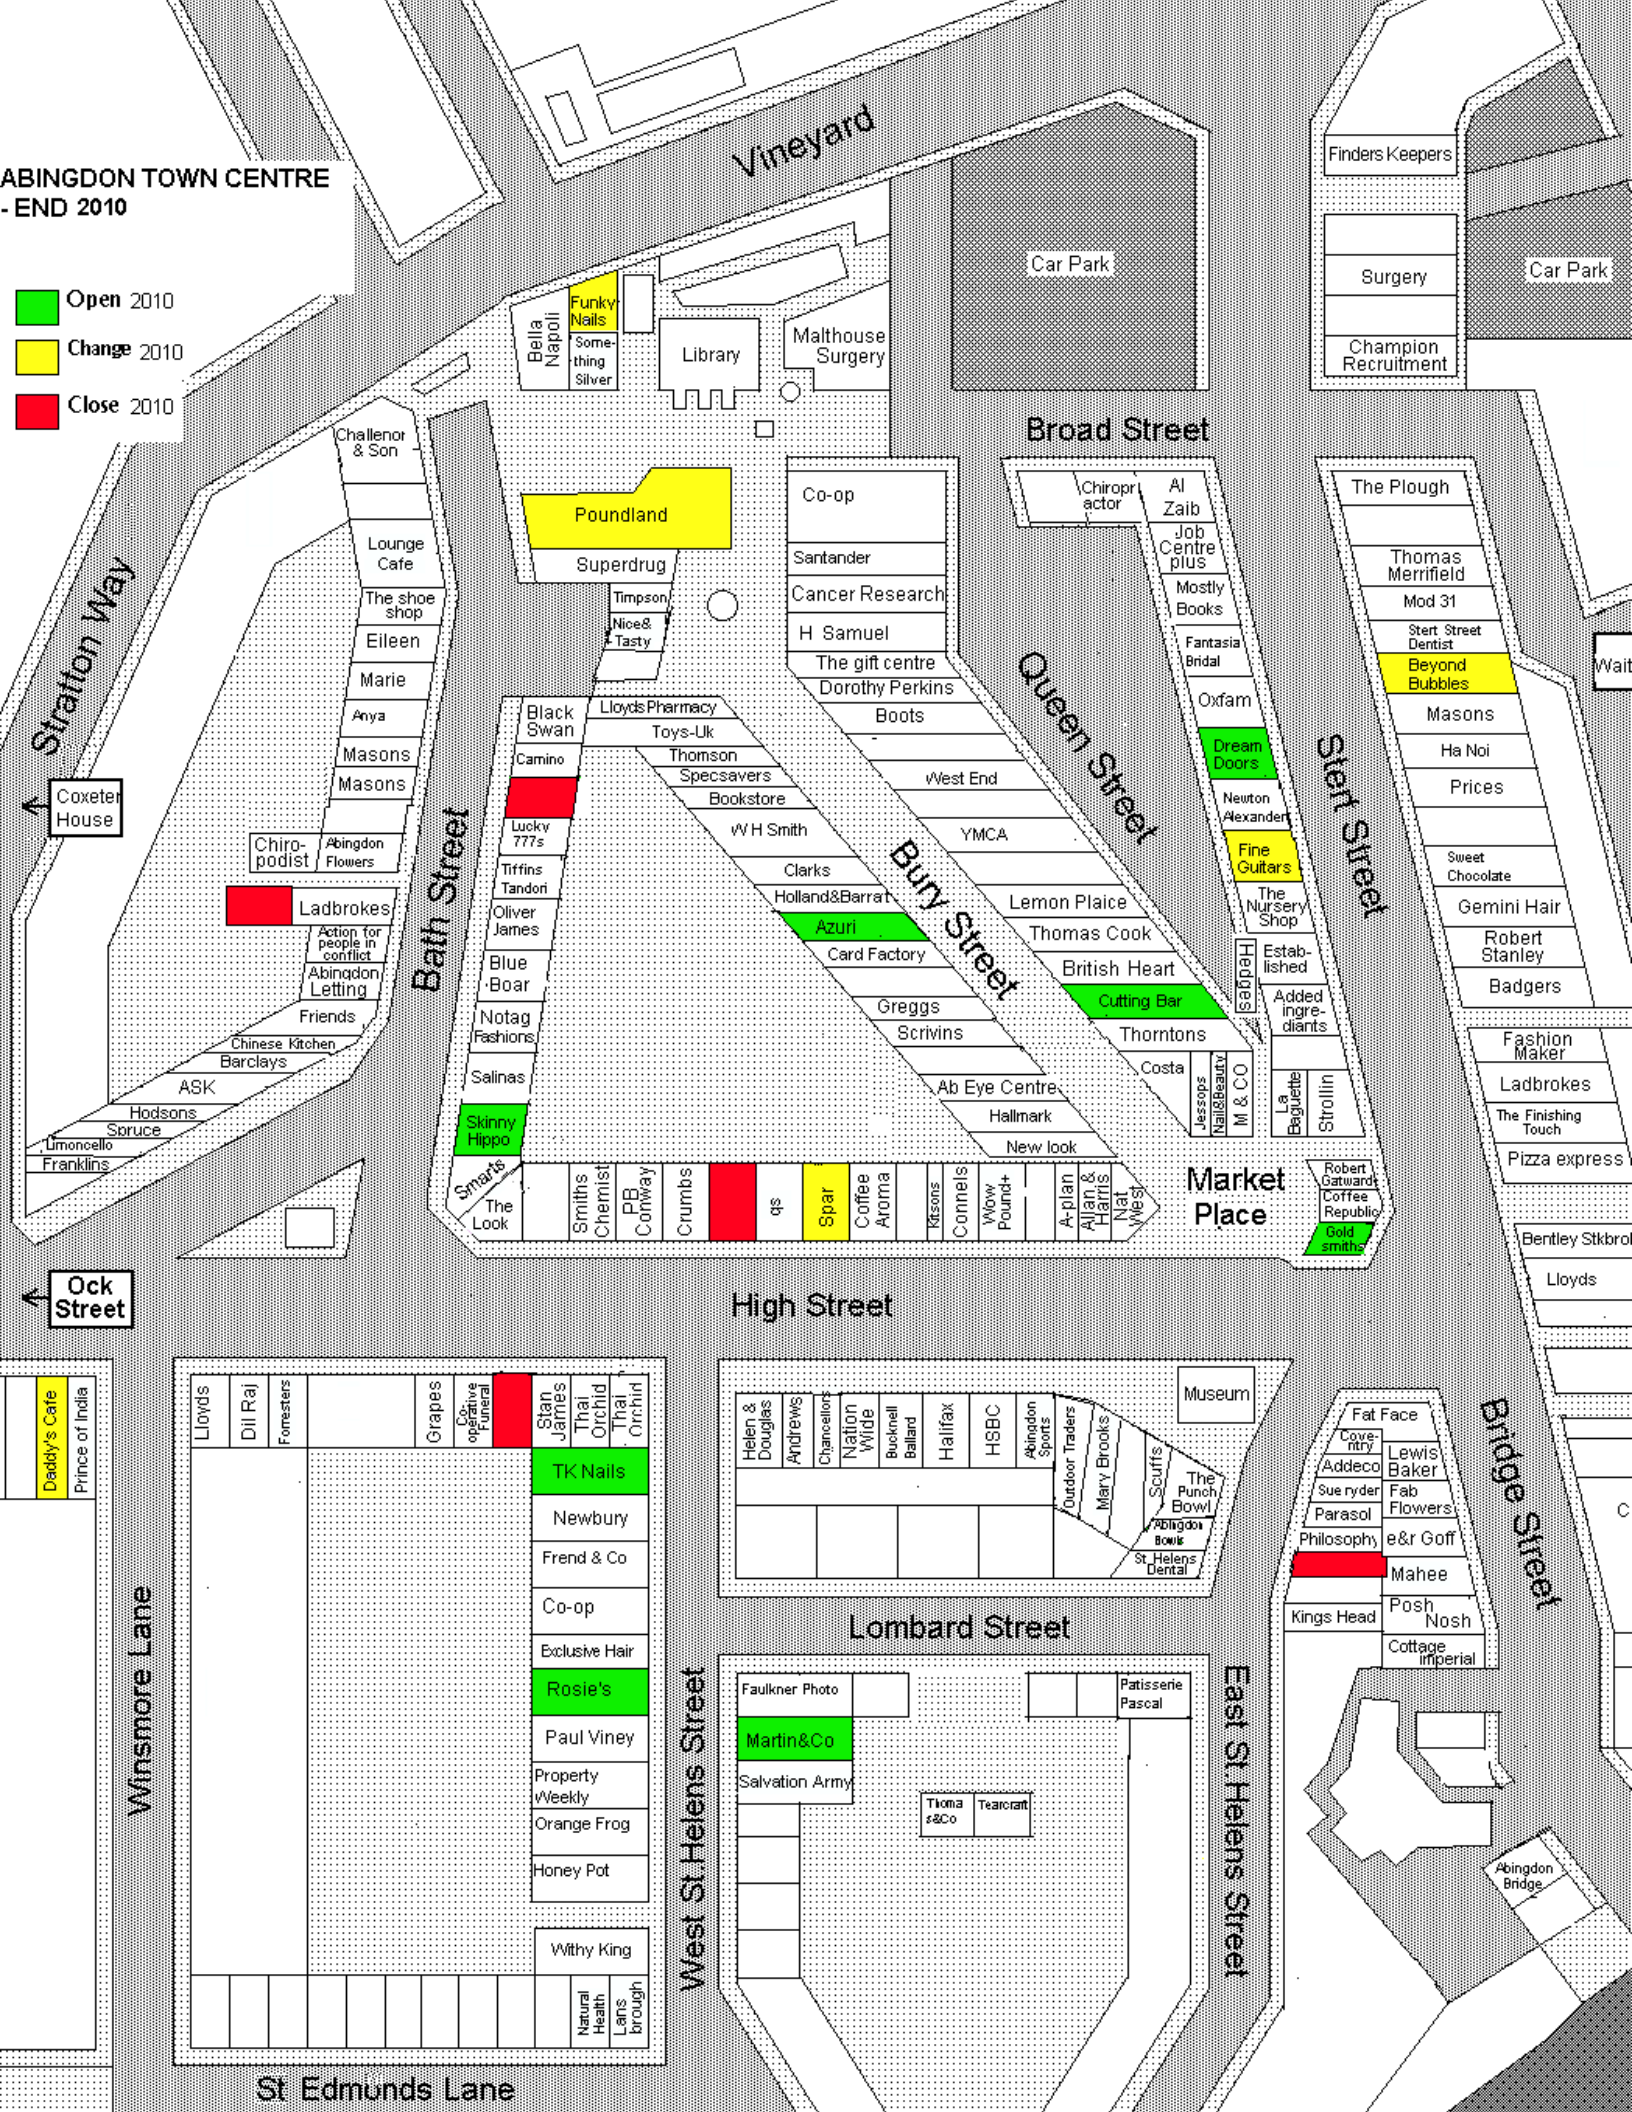 ABINGDON TOWN CENTRE
- END 2010
Open 2010
Change 2010
Close 2010
Vineyard
Finders Keepers
Car Park
Surgery
Car Park
Champion
Recruitment
Bella
Napoli
Funky
Nails
Some-
thing
Silver
Library
Malthouse
Surgery
Broad Street
Challenor
& Son
Lounge
Cafe
The shoe
shop
Eileen
Marie
Anya
Masons
Masons
Chiro-
podist
Abingdon
Flowers
Ladbrokes
Action for
people in
conflict
Abingdon
Letting
Friends
Chinese Kitchen
Barclays
ASK
Hodsons
Spruce
Limoncello
Franklins
Stratton Way
Coxeter
House
Bath Street
Poundland
Superdrug
Timpson
Nice&
Tasty
Black
Swan
Camino
Lucky
777s
Tiffins
Tandori
Oliver
James
Blue
Boar
Notag
Fashions
Salinas
Skinny
Hippo
Smarts
The
Look
Lloyds Pharmacy
Toys-Uk
Thomson
Specsavers
Bookstore
W H Smith
Clarks
Holland&Barrat
Azuri
Card Factory
Greggs
Scrivins
Ab Eye Centre
Hallmark
New look
Smiths
Chemist
PB
Conway
Crumbs
qs
Spar
Coffee
Aroma
Kitsons
Connels
Wow
Pound+
A-plan
Allan &
Harris
Nat
West
Co-op
Santander
Cancer Research
H Samuel
The gift centre
Dorothy Perkins
Boots
West End
YMCA
Lemon Plaice
Thomas Cook
British Heart
Cutting Bar
Thorntons
Costa
Jessops
Nail&Beauty
M & CO
Bury Street
Queen Street
Chiropr
actor
Al
Zaib
Job
Centre
plus
Mostly
Books
Fantasia
Bridal
Oxfam
Dream
Doors
Newton
Alexander
Fine
Guitars
The
Nursery
Shop
Hedges
Estab-
lished
Added
ingre-
diants
La
Baguette
Strollin
Stert Street
The Plough
Thomas
Merrifield
Mod 31
Stert Street
Dentist
Beyond
Bubbles
Masons
Ha Noi
Prices
Sweet
Chocolate
Gemini Hair
Robert
Stanley
Badgers
Fashion
Maker
Ladbrokes
The Finishing
Touch
Pizza express
Bentley Stkbrol
Lloyds
Wait
Market
Place
Robert
Gatward
Coffee
Republic
Gold
smiths
Ock
Street
High Street
Daddy's Cafe
Prince of India
Lloyds
Dil Raj
Forresters
Grapes
Co-
operative
Funeral
Stan
James
Thai
Orchid
Thai
Orchid
TK Nails
Newbury
Frend & Co
Co-op
Exclusive Hair
Rosie's
Paul Viney
Property
Weekly
Orange Frog
Honey Pot
Withy King
Natural
Health
Lans
brough
Winsmore Lane
St Edmunds Lane
West St.Helens Street
Helen &
Douglas
Andrews
Chancellors
Nation
Wide
Bucknell
Ballard
Halifax
HSBC
Abingdon
Sports
Outdoor Traders
Mary Brooks
Scuffs
The
Punch
Bowl
Abingdon
Bowls
St Helens
Dental
Museum
Lombard Street
Faulkner Photo
Martin&Co
Salvation Army
Thoma
s&Co
Tearcraft
Patisserie
Pascal
East St.Helens Street
Fat Face
Cove-
ntry
Addeco
Sue ryder
Parasol
Philosophy
Kings Head
Lewis
Baker
Fab
Flowers
e&r Goff
Mahee
Posh
Nosh
Cottage
imperial
Bridge Street
C
Abingdon
Bridge